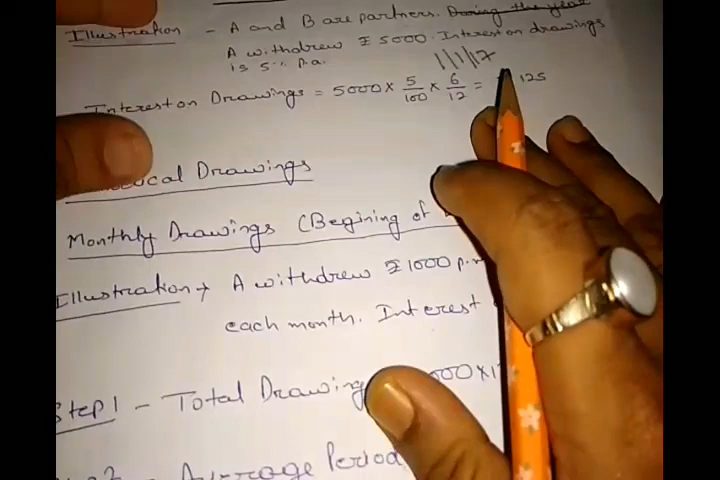 Illustration - A and B are partners. During the year
A withdrew ₹ 5000. Interest on drawings
is 5% p.a. 1/1/17
Interest on Drawings = 5000 × 5/100 × 6/12 = 125
Drawings
Monthly Drawings (Begining of
Illustration → A withdrew ₹ 1000 p.m
each month. Interest
Step 1 - Total Drawing
Average Period